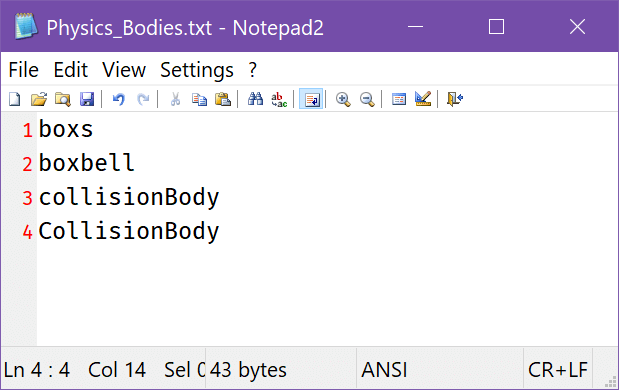 Physics_Bodies.txt - Notepad2
File Edit View Settings ?
1 boxs
2 boxbell
3 collisionBody
4 CollisionBody
Ln 4 : 4 Col 14 Sel 0 43 bytes ANSI CR+LF